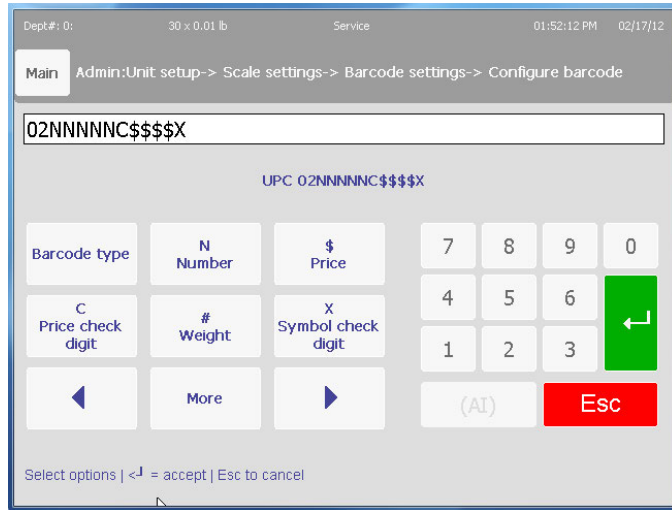 Dept#: 0: 30 x 0.01 lb Service 01:52:12 PM 02/17/12
Main Admin:Unit setup-> Scale settings-> Barcode settings-> Configure barcode
02NNNNNC$$$$X
UPC 02NNNNNC$$$$X
Barcode type
N
Number
$
Price
7 8 9 0
C
Price check
digit
#
Weight
X
Symbol check
digit
4 5 6
1 2 3
More
(AI) Esc
Select options | <┘ = accept | Esc to cancel